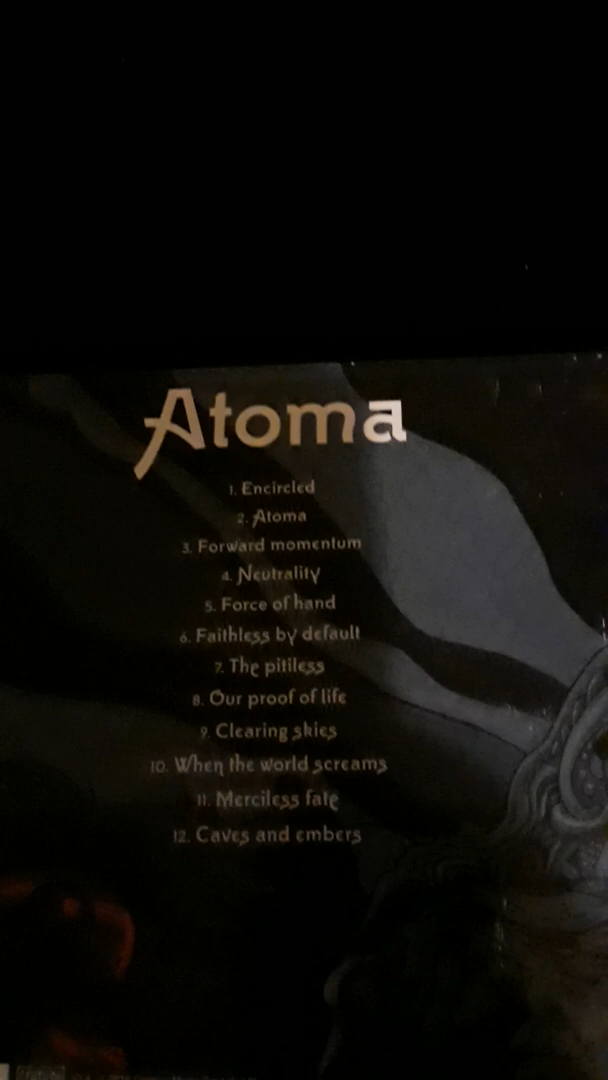 Atoma
1. Encircled
2. Atoma
3. Forward momentum
4. Neutrality
5. Force of hand
6. Faithless by default
7. The pitiless
8. Our proof of life
9. Clearing skies
10. When the world screams
11. Merciless fate
12. Caves and embers